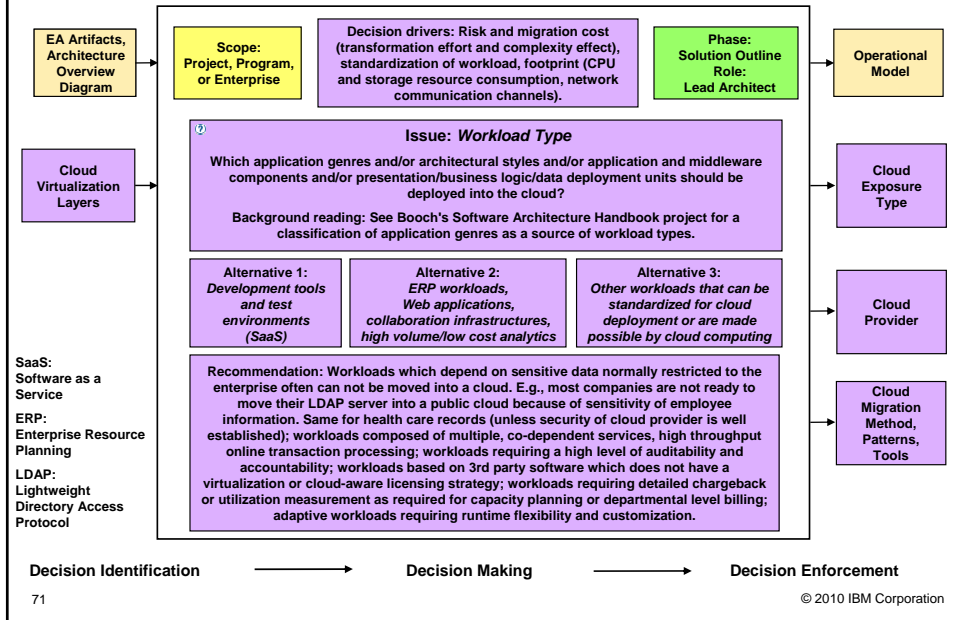 EA Artifacts,
Architecture
Overview
Diagram
Scope:
Project, Program,
or Enterprise
Decision drivers: Risk and migration cost
(transformation effort and complexity effect),
standardization of workload, footprint (CPU
and storage resource consumption, network
communication channels).
Phase:
Solution Outline
Role:
Lead Architect
Operational
Model
Cloud
Virtualization
Layers
?
Issue: Workload Type
Which application genres and/or architectural styles and/or application and middleware
components and/or presentation/business logic/data deployment units should be
deployed into the cloud?
Background reading: See Booch's Software Architecture Handbook project for a
classification of application genres as a source of workload types.
Cloud
Exposure
Type
Alternative 1:
Development tools
and test
environments
(SaaS)
Alternative 2:
ERP workloads,
Web applications,
collaboration infrastructures,
high volume/low cost analytics
Alternative 3:
Other workloads that can be
standardized for cloud
deployment or are made
possible by cloud computing
Cloud
Provider
SaaS:
Software as a
Service
ERP:
Enterprise Resource
Planning
LDAP:
Lightweight
Directory Access
Protocol
Recommendation: Workloads which depend on sensitive data normally restricted to the
enterprise often can not be moved into a cloud. E.g., most companies are not ready to
move their LDAP server into a public cloud because of sensitivity of employee
information. Same for health care records (unless security of cloud provider is well
established); workloads composed of multiple, co-dependent services, high throughput
online transaction processing; workloads requiring a high level of auditability and
accountability; workloads based on 3rd party software which does not have a
virtualization or cloud-aware licensing strategy; workloads requiring detailed chargeback
or utilization measurement as required for capacity planning or departmental level billing;
adaptive workloads requiring runtime flexibility and customization.
Cloud
Migration
Method,
Patterns,
Tools
Decision Identification
Decision Making
Decision Enforcement
71
© 2010 IBM Corporation